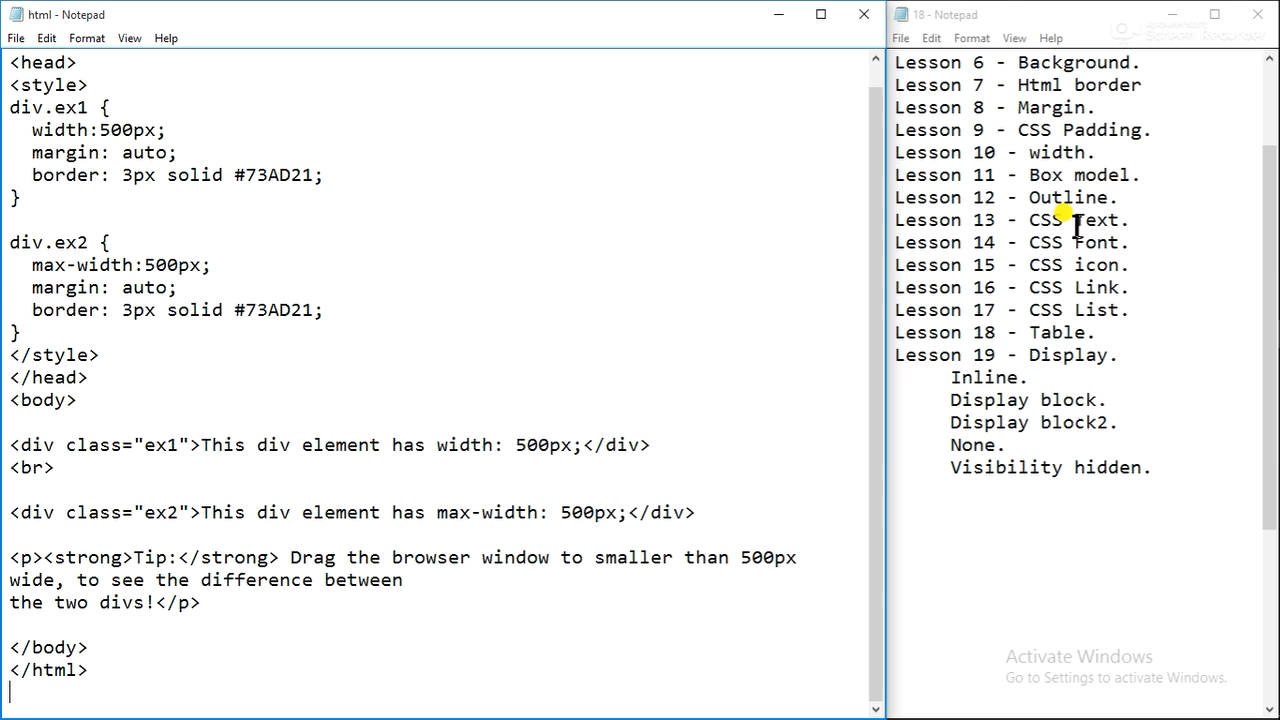 html - Notepad
File Edit Format View Help
<head>
<style>
div.ex1 {
  width:500px;
  margin: auto;
  border: 3px solid #73AD21;
}

div.ex2 {
  max-width:500px;
  margin: auto;
  border: 3px solid #73AD21;
}
</style>
</head>
<body>

<div class="ex1">This div element has width: 500px;</div>
<br>

<div class="ex2">This div element has max-width: 500px;</div>

<p><strong>Tip:</strong> Drag the browser window to smaller than 500px
wide, to see the difference between
the two divs!</p>

</body>
</html>
18 - Notepad
Screen Recorder
File Edit Format View Help
Lesson 6 - Background.
Lesson 7 - Html border
Lesson 8 - Margin.
Lesson 9 - CSS Padding.
Lesson 10 - width.
Lesson 11 - Box model.
Lesson 12 - Outline.
Lesson 13 - CSS Text.
Lesson 14 - CSS Font.
Lesson 15 - CSS icon.
Lesson 16 - CSS Link.
Lesson 17 - CSS List.
Lesson 18 - Table.
Lesson 19 - Display.
     Inline.
     Display block.
     Display block2.
     None.
     Visibility hidden.
Activate Windows
Go to Settings to activate Windows.